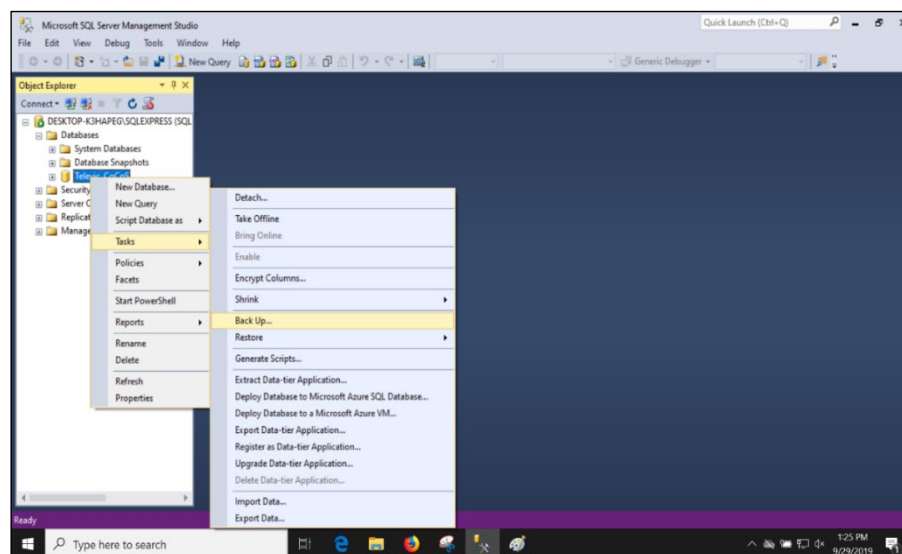 Microsoft SQL Server Management Studio
Quick Launch (Ctrl+Q)
File Edit View Debug Tools Window Help
New Query
Generic Debugger
Object Explorer
Connect
DESKTOP-K3HAPEG\SQLEXPRESS (SQL
Databases
System Databases
Database Snapshots
Televic_CoCoS
Security
Server O
Replicat
Manage
New Database...
New Query
Script Database as
Tasks
Policies
Facets
Start PowerShell
Reports
Rename
Delete
Refresh
Properties
Detach...
Take Offline
Bring Online
Enable
Encrypt Columns...
Shrink
Back Up...
Restore
Generate Scripts...
Extract Data-tier Application...
Deploy Database to Microsoft Azure SQL Database...
Deploy Database to a Microsoft Azure VM...
Export Data-tier Application...
Register as Data-tier Application...
Upgrade Data-tier Application...
Delete Data-tier Application...
Import Data...
Export Data...
Ready
Type here to search
1:25 PM
9/29/2019